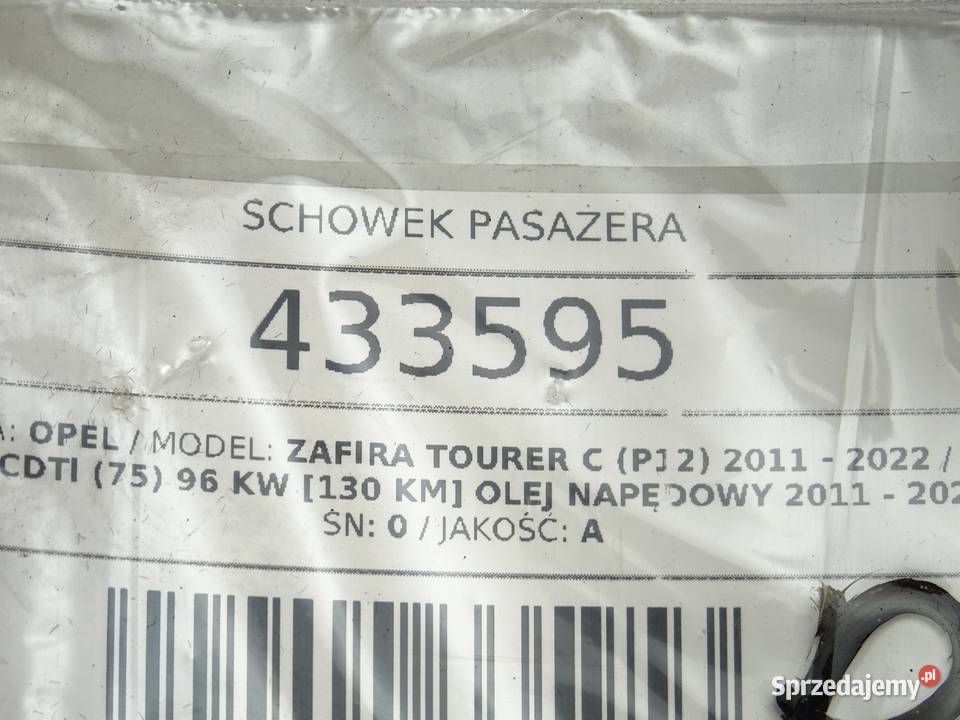 SCHOWEK PASAŻERA
433595
A: OPEL / MODEL: ZAFIRA TOURER C (P12) 2011 - 2022 /
CDTI (75) 96 KW [130 KM] OLEJ NAPĘDOWY 2011 - 202
ŚN: 0 / JAKOŚĆ: A
Sprzedajemy.pl